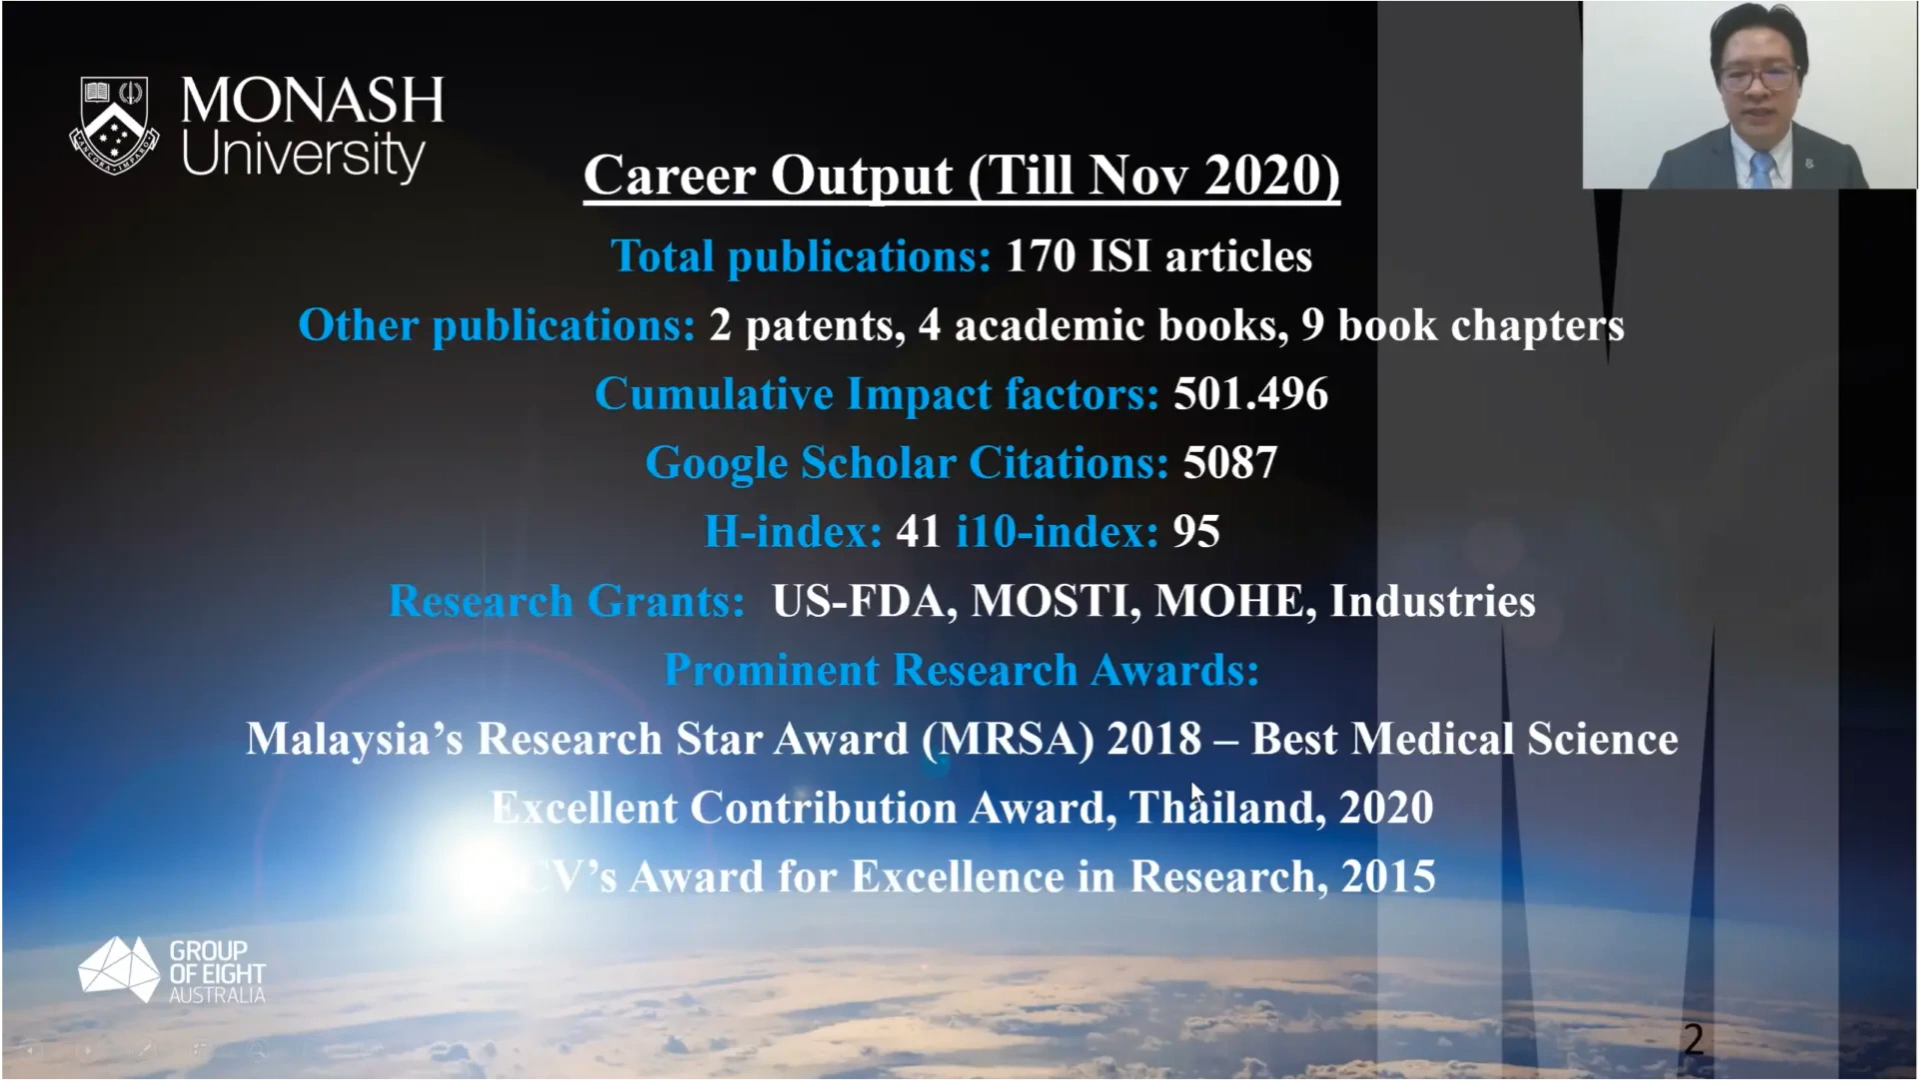 MONASH
University
ANCORA IMPARO
Career Output (Till Nov 2020)
Total publications: 170 ISI articles
Other publications: 2 patents, 4 academic books, 9 book chapters
Cumulative Impact factors: 501.496
Google Scholar Citations: 5087
H-index: 41 i10-index: 95
Research Grants: US-FDA, MOSTI, MOHE, Industries
Prominent Research Awards:
Malaysia’s Research Star Award (MRSA) 2018 – Best Medical Science
Excellent Contribution Award, Thailand, 2020
CV’s Award for Excellence in Research, 2015
GROUP
OF EIGHT
AUSTRALIA
2